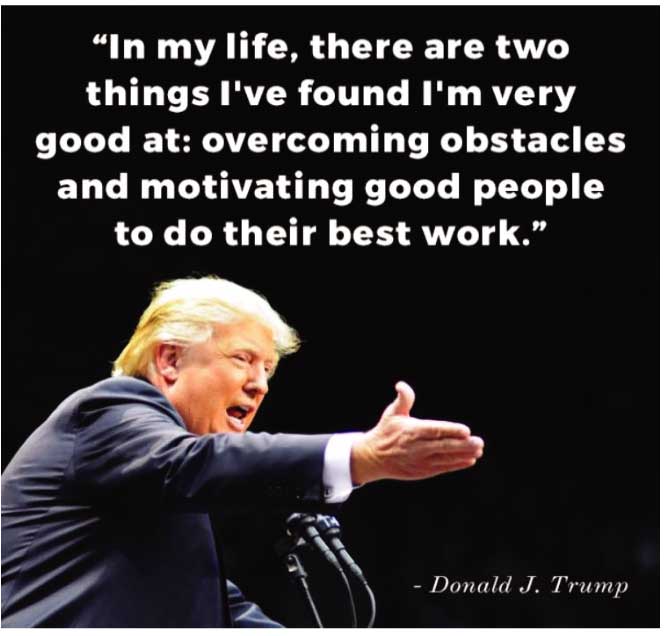 “In my life, there are two
things I've found I'm very
good at: overcoming obstacles
and motivating good people
to do their best work.”
- Donald J. Trump